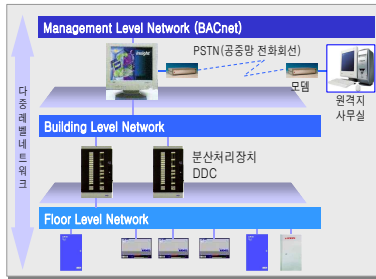 Management Level Network (BACnet)
PSTN(공중망 전화회선)
Insight
모뎀
원격지
사무실
다중레벨네트워크
Building Level Network
분산처리장치
DDC
Floor Level Network